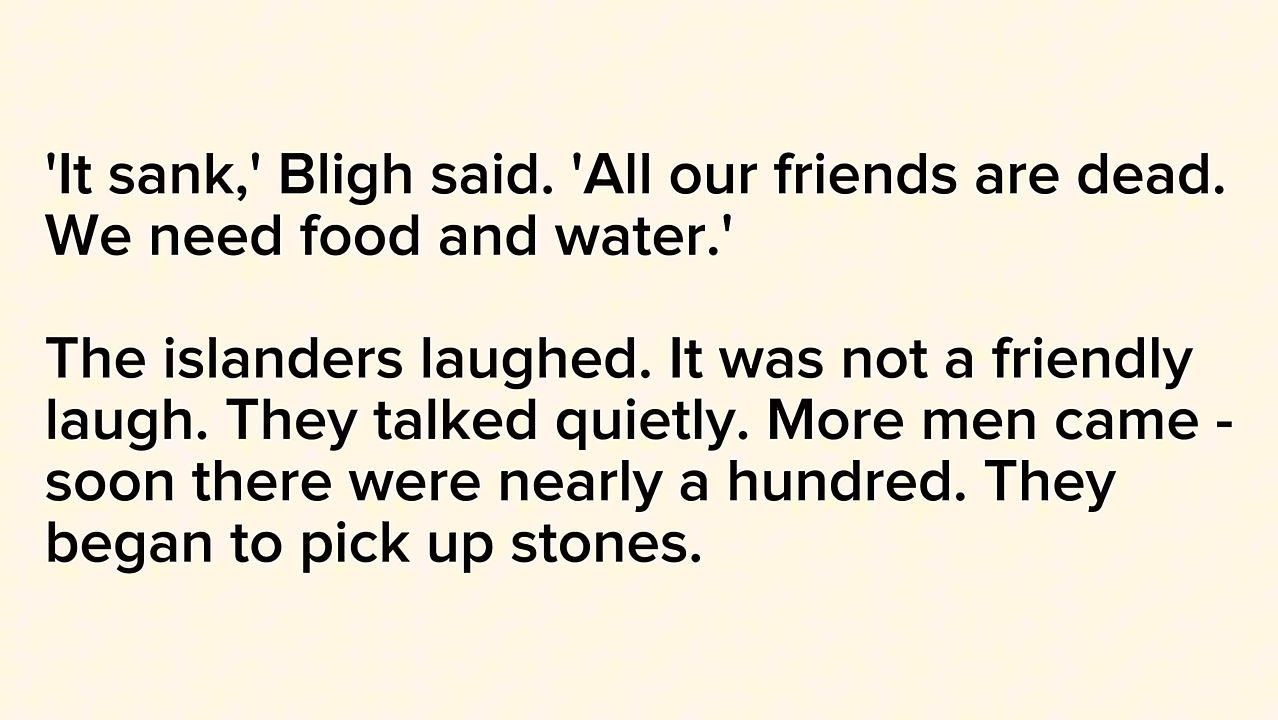 'It sank,' Bligh said. 'All our friends are dead.
We need food and water.'
The islanders laughed. It was not a friendly
laugh. They talked quietly. More men came -
soon there were nearly a hundred. They
began to pick up stones.